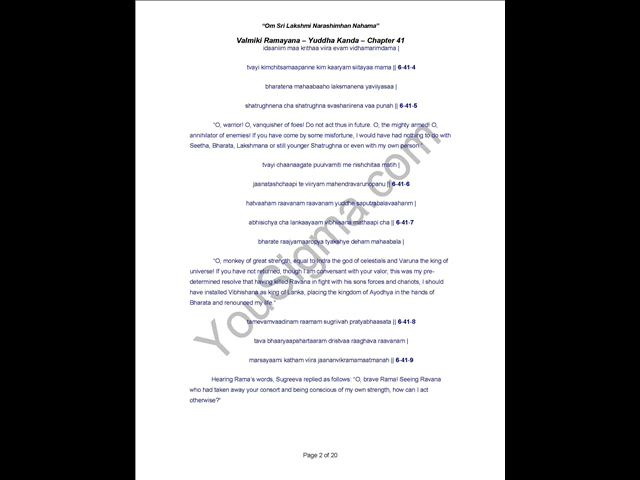 “Om Sri Lakshmi Narashimhan Nahama”
Valmiki Ramayana – Yuddha Kanda – Chapter 41
idaaniim maa krithaa viira evam vidhamarimdama |
tvayi kimchitsamaapanne kim kaaryam siitayaa mama || 6-41-4
bharatena mahaabaaho laksmanena yaviiyasaa |
shatrughnena cha shatrughna svashariirena vaa punah || 6-41-5
“O, warrior! O, vanquisher of foes! Do not act thus in future. O, the mighty armed! O,
annihilator of enemies! If you have come by some misfortune, I would have had nothing to do with
Seetha, Bharata, Lakshmana or still younger Shatrughna or even with my own person.”
tvayi chaanaagate puurvamiti me nishchitaa matih |
jaanatashchaapi te viiryam mahendravarunopanu || 6-41-6
hatvaaham raavanam raavanam yuddhe saputrabalavaahanm |
abhisichya cha lankaayaam vibhiisana mathaapi cha || 6-41-7
bharate raajyamaaropya tyakshye deham mahaabala |
“O, monkey of great strength, equal to Indra the god of celestials and Varuna the king of
universe! If you have not returned, though I am conversant with your valor, this was my pre-
determined resolve that having killed Ravana in fight with his sons forces and chariots, I should
have installed Vibhishana as king of Lanka, placing the kingdom of Ayodhya in the hands of
Bharata and renounced my life.”
tamevamvaadinam raamam sugriivah pratyabhaasata || 6-41-8
tava bhaaryaapahartaaram dristvaa raaghava raavanam |
marsayaami katham viira jaananvikramamaatmanah || 6-41-9
Hearing Rama’s words, Sugreeva replied as follows: “O, brave Rama! Seeing Ravana
who had taken away your consort and being conscious of my own strength, how can I act
otherwise?”
Page 2 of 20
YouSigma.com